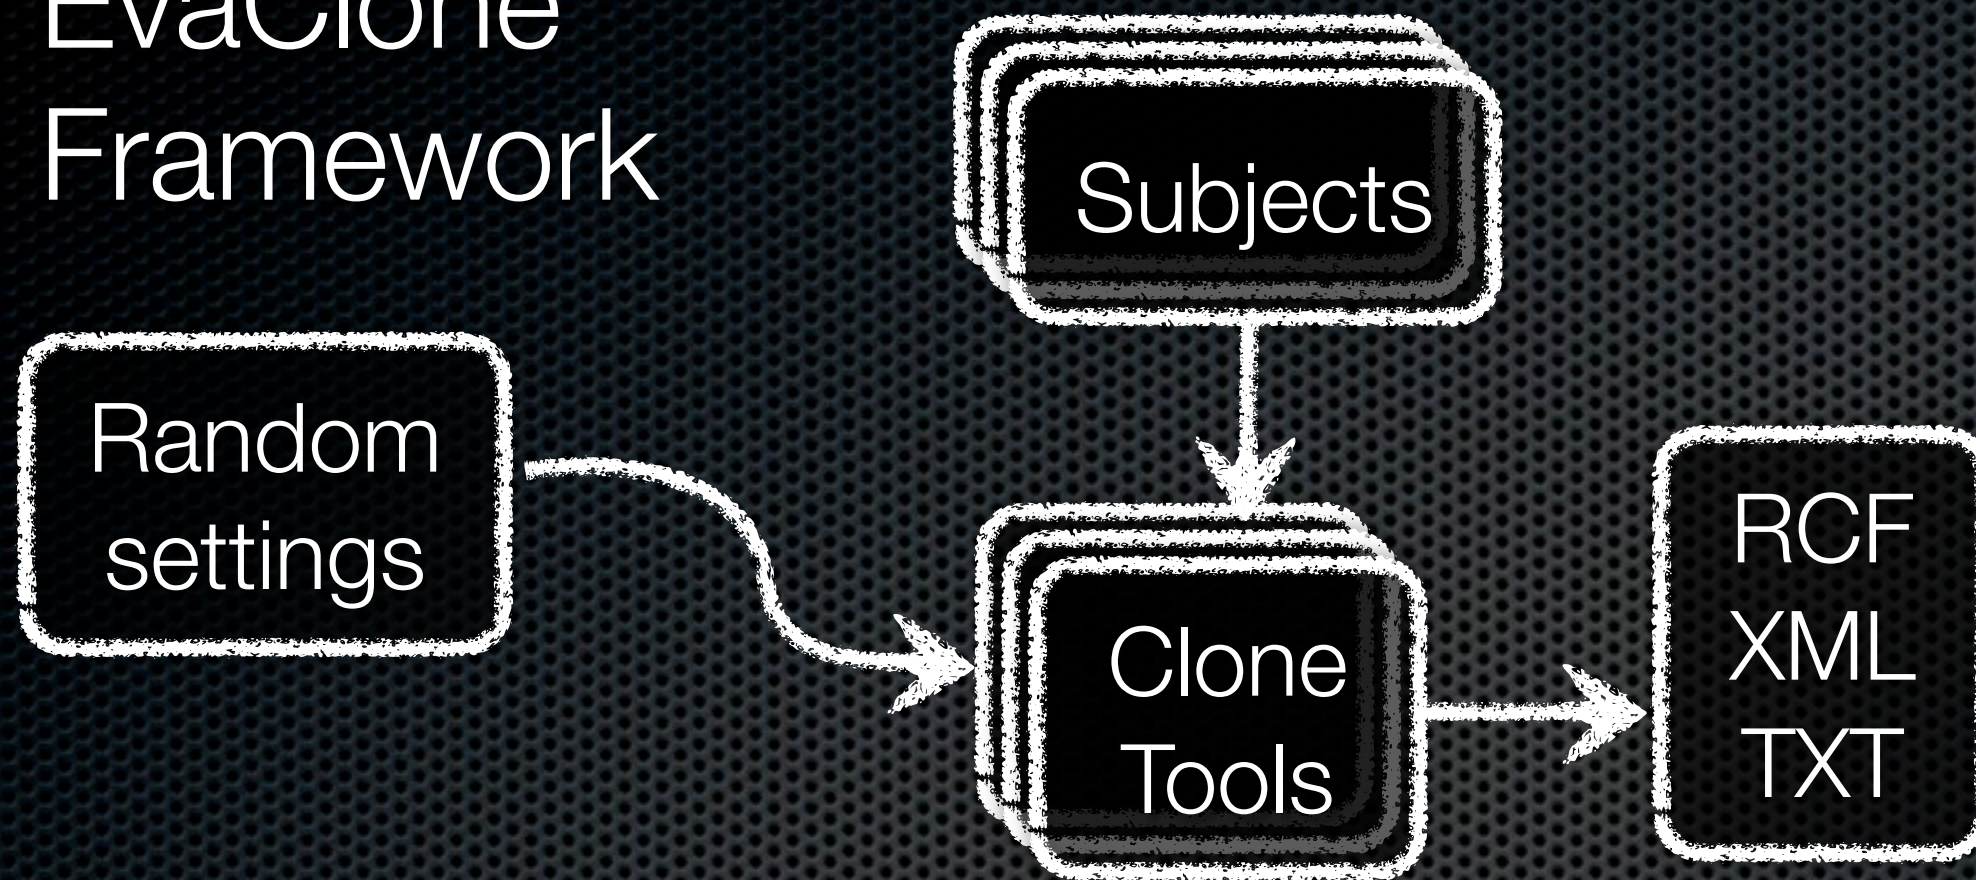 EvaClone
Framework
Subjects
Random
settings
Clone
Tools
RCF
XML
TXT